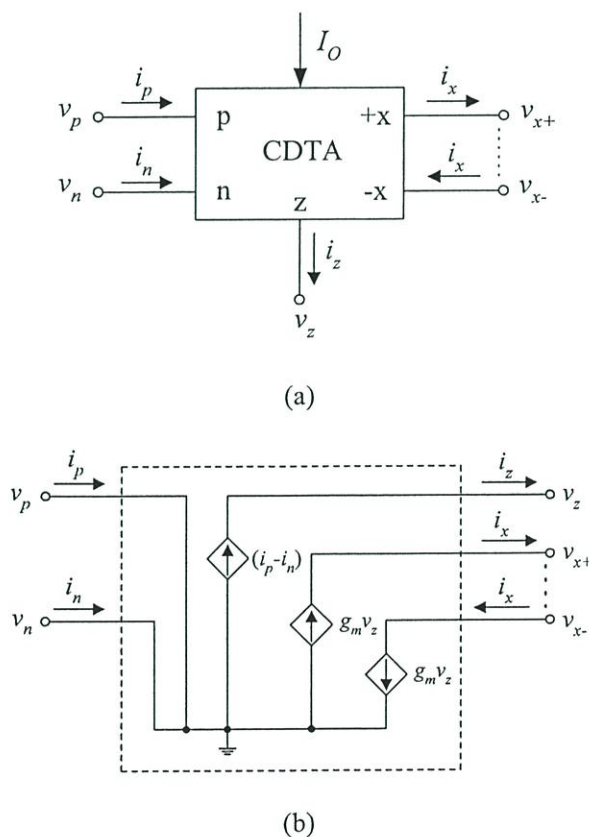 I_O
i_p i_x
v_p p +x v_x+
CDTA
i_n i_x
v_n n -x v_x-
z
i_z
v_z
(a)
i_p i_z
v_p v_z
i_x
(i_p-i_n) v_x+
i_n i_x
v_n g_m v_z v_x-
g_m v_z
(b)